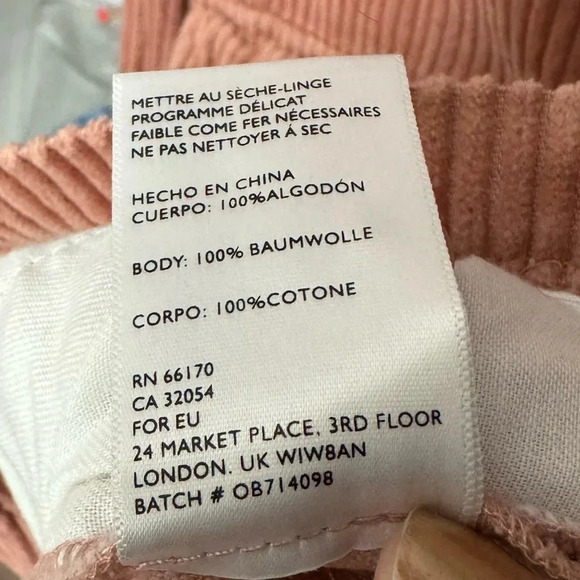 METTRE AU SÈCHE-LINGE
PROGRAMME DÉLICAT
FAIBLE COME FER NÉCESSAIRES
NE PAS NETTOYER Á SEC
HECHO EN CHINA
CUERPO: 100%ALGODÓN
BODY: 100% BAUMWOLLE
CORPO: 100%COTONE
RN 66170
CA 32054
FOR EU
24 MARKET PLACE, 3RD FLOOR
LONDON. UK WIW8AN
BATCH # OB714098